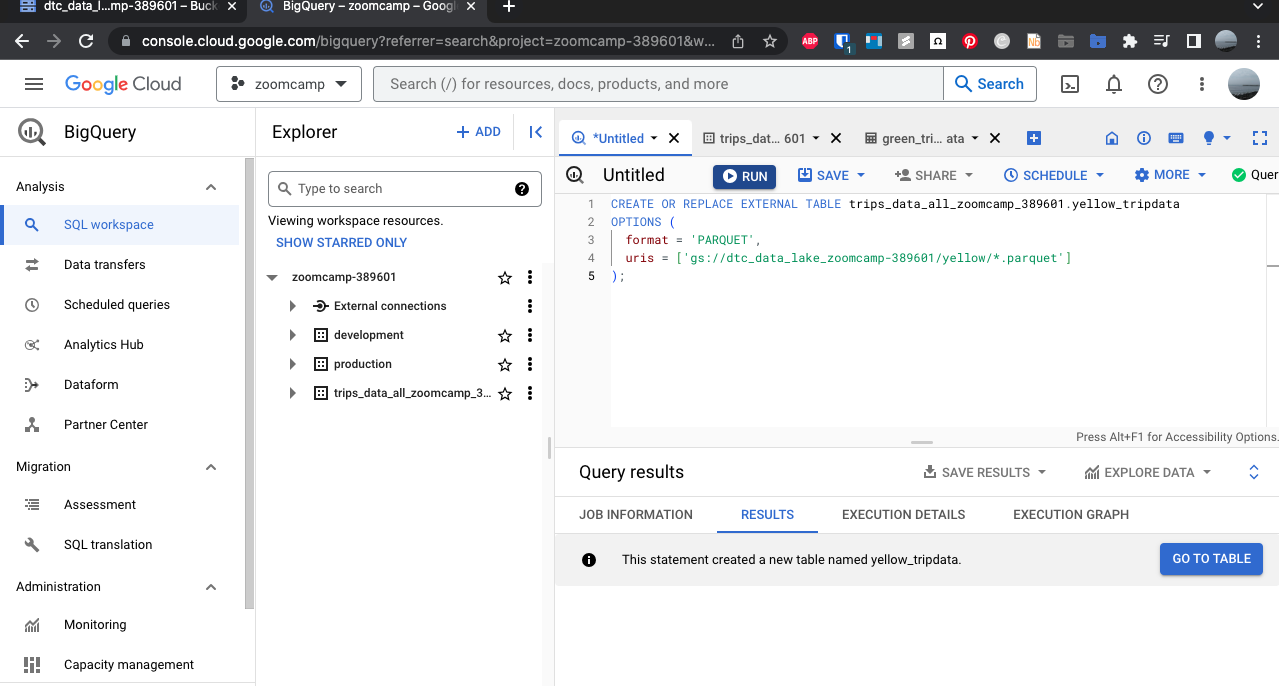 dtc_data_l...mp-389601 – Buck
BigQuery – zoomcamp – Googl
console.cloud.google.com/bigquery?referrer=search&project=zoomcamp-389601&w...
ABP
1
Google Cloud
zoomcamp
Search (/) for resources, docs, products, and more
Search
BigQuery
Analysis
SQL workspace
Data transfers
Scheduled queries
Analytics Hub
Dataform
Partner Center
Migration
Assessment
SQL translation
Administration
Monitoring
Capacity management
Explorer
+ ADD
Type to search
Viewing workspace resources.
SHOW STARRED ONLY
zoomcamp-389601
External connections
development
production
trips_data_all_zoomcamp_3...
*Untitled
trips_dat... 601
green_tri... ata
Untitled
RUN
SAVE
SHARE
SCHEDULE
MORE
Quer
1 CREATE OR REPLACE EXTERNAL TABLE trips_data_all_zoomcamp_389601.yellow_tripdata
2 OPTIONS (
3 format = 'PARQUET',
4 uris = ['gs://dtc_data_lake_zoomcamp-389601/yellow/*.parquet']
5 );
Press Alt+F1 for Accessibility Options.
Query results
SAVE RESULTS
EXPLORE DATA
JOB INFORMATION
RESULTS
EXECUTION DETAILS
EXECUTION GRAPH
This statement created a new table named yellow_tripdata.
GO TO TABLE